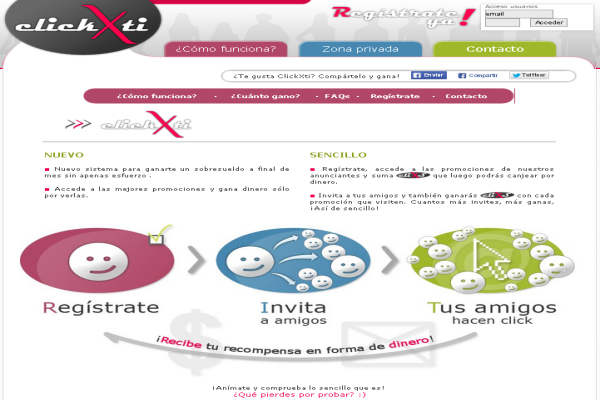 clickXti
Regístrate
ya!
Acceso usuarios
email
Acceder
¿Cómo funciona?
Zona privada
Contacto
¿Te gusta ClickXti? Compártelo y gana!
Enviar
Compartir
Twittear
¿Cómo funciona? · ¿Cuánto gano? · FAQs · Regístrate · Contacto
>>> clickXti
NUEVO
Nuevo sistema para ganarte un sobresueldo a final de
mes sin apenas esfuerzo .
Accede a las mejores promociones y gana dinero sólo
por verlas.
SENCILLO
Regístrate, accede a las promociones de nuestros
anunciantes y suma clickXti que luego podrás canjear por
dinero.
Invita a tus amigos y también ganarás clickXti con cada
promoción que visiten. Cuantos más invites, más ganas,
¡Así de sencillo!
Regístrate
Invita
a amigos
Tus amigos
hacen click
¡Recibe tu recompensa en forma de dinero!
¡Anímate y comprueba lo sencillo que es!
¿Qué pierdes por probar? :)